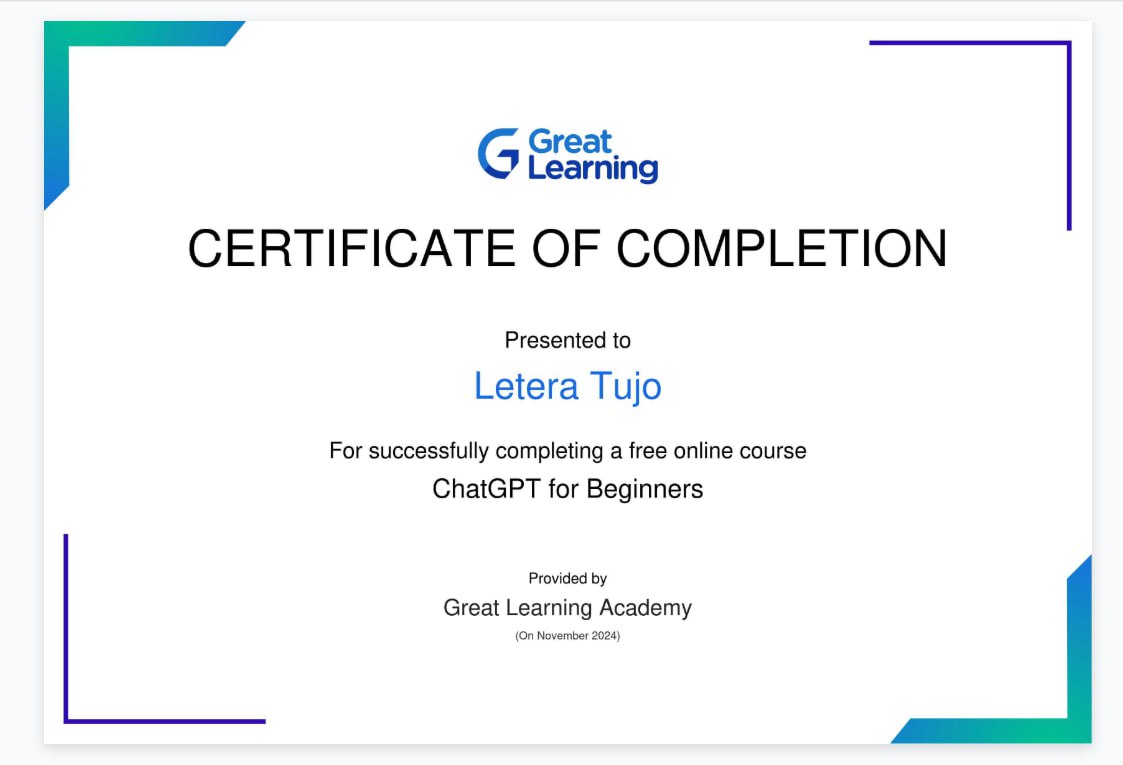 Great
Learning
CERTIFICATE OF COMPLETION
Presented to
Letera Tujo
For successfully completing a free online course
ChatGPT for Beginners
Provided by
Great Learning Academy
(On November 2024)